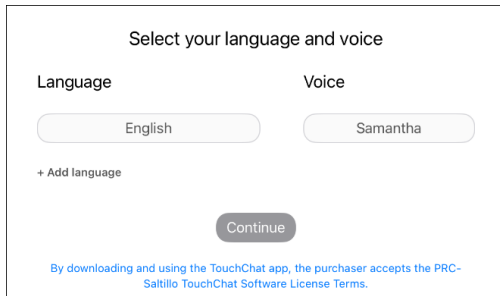 Select your language and voice
Language
Voice
English
Samantha
+ Add language
Continue
By downloading and using the TouchChat app, the purchaser accepts the PRC-
Saltillo TouchChat Software License Terms.